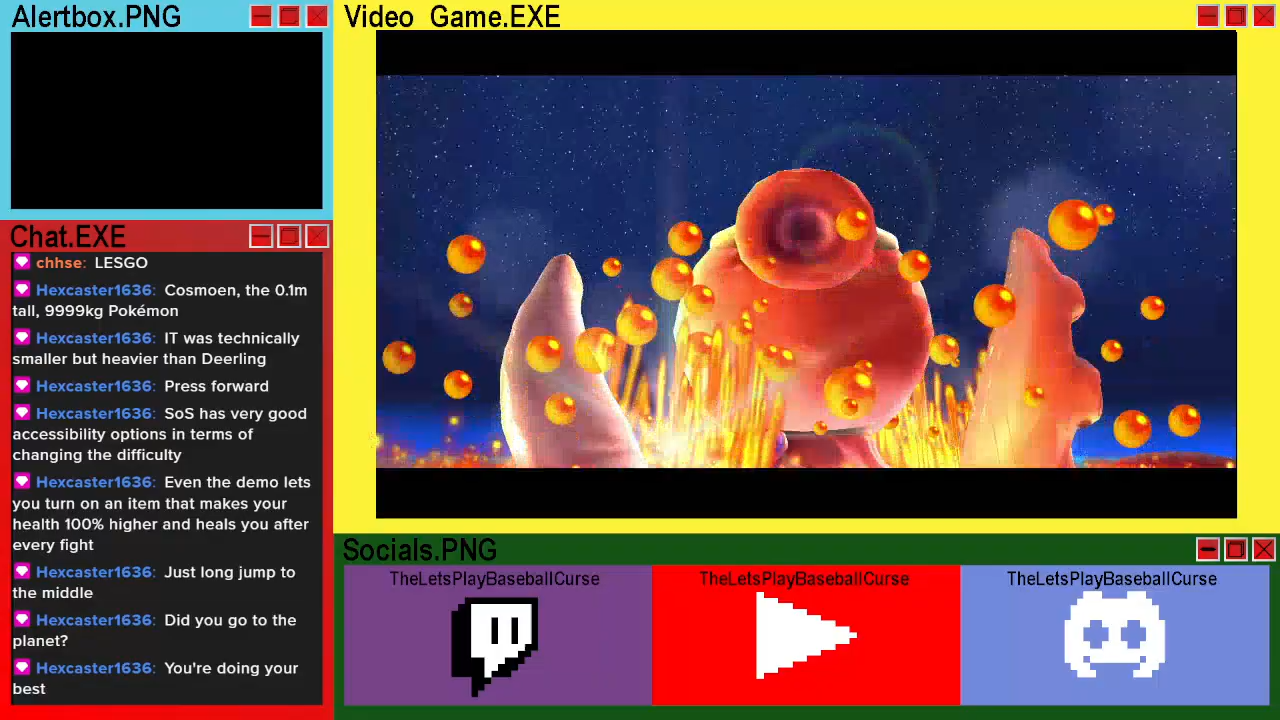 Alertbox.PNG
Video Game.EXE
Chat.EXE
chhse: LESGO
Hexcaster1636: Cosmoen, the 0.1m
tall, 9999kg Pokémon
Hexcaster1636: IT was technically
smaller but heavier than Deerling
Hexcaster1636: Press forward
Hexcaster1636: SoS has very good
accessibility options in terms of
changing the difficulty
Hexcaster1636: Even the demo lets
you turn on an item that makes your
health 100% higher and heals you after
every fight
Hexcaster1636: Just long jump to
the middle
Hexcaster1636: Did you go to the
planet?
Hexcaster1636: You're doing your
best
Socials.PNG
TheLetsPlayBaseballCurse
TheLetsPlayBaseballCurse
TheLetsPlayBaseballCurse